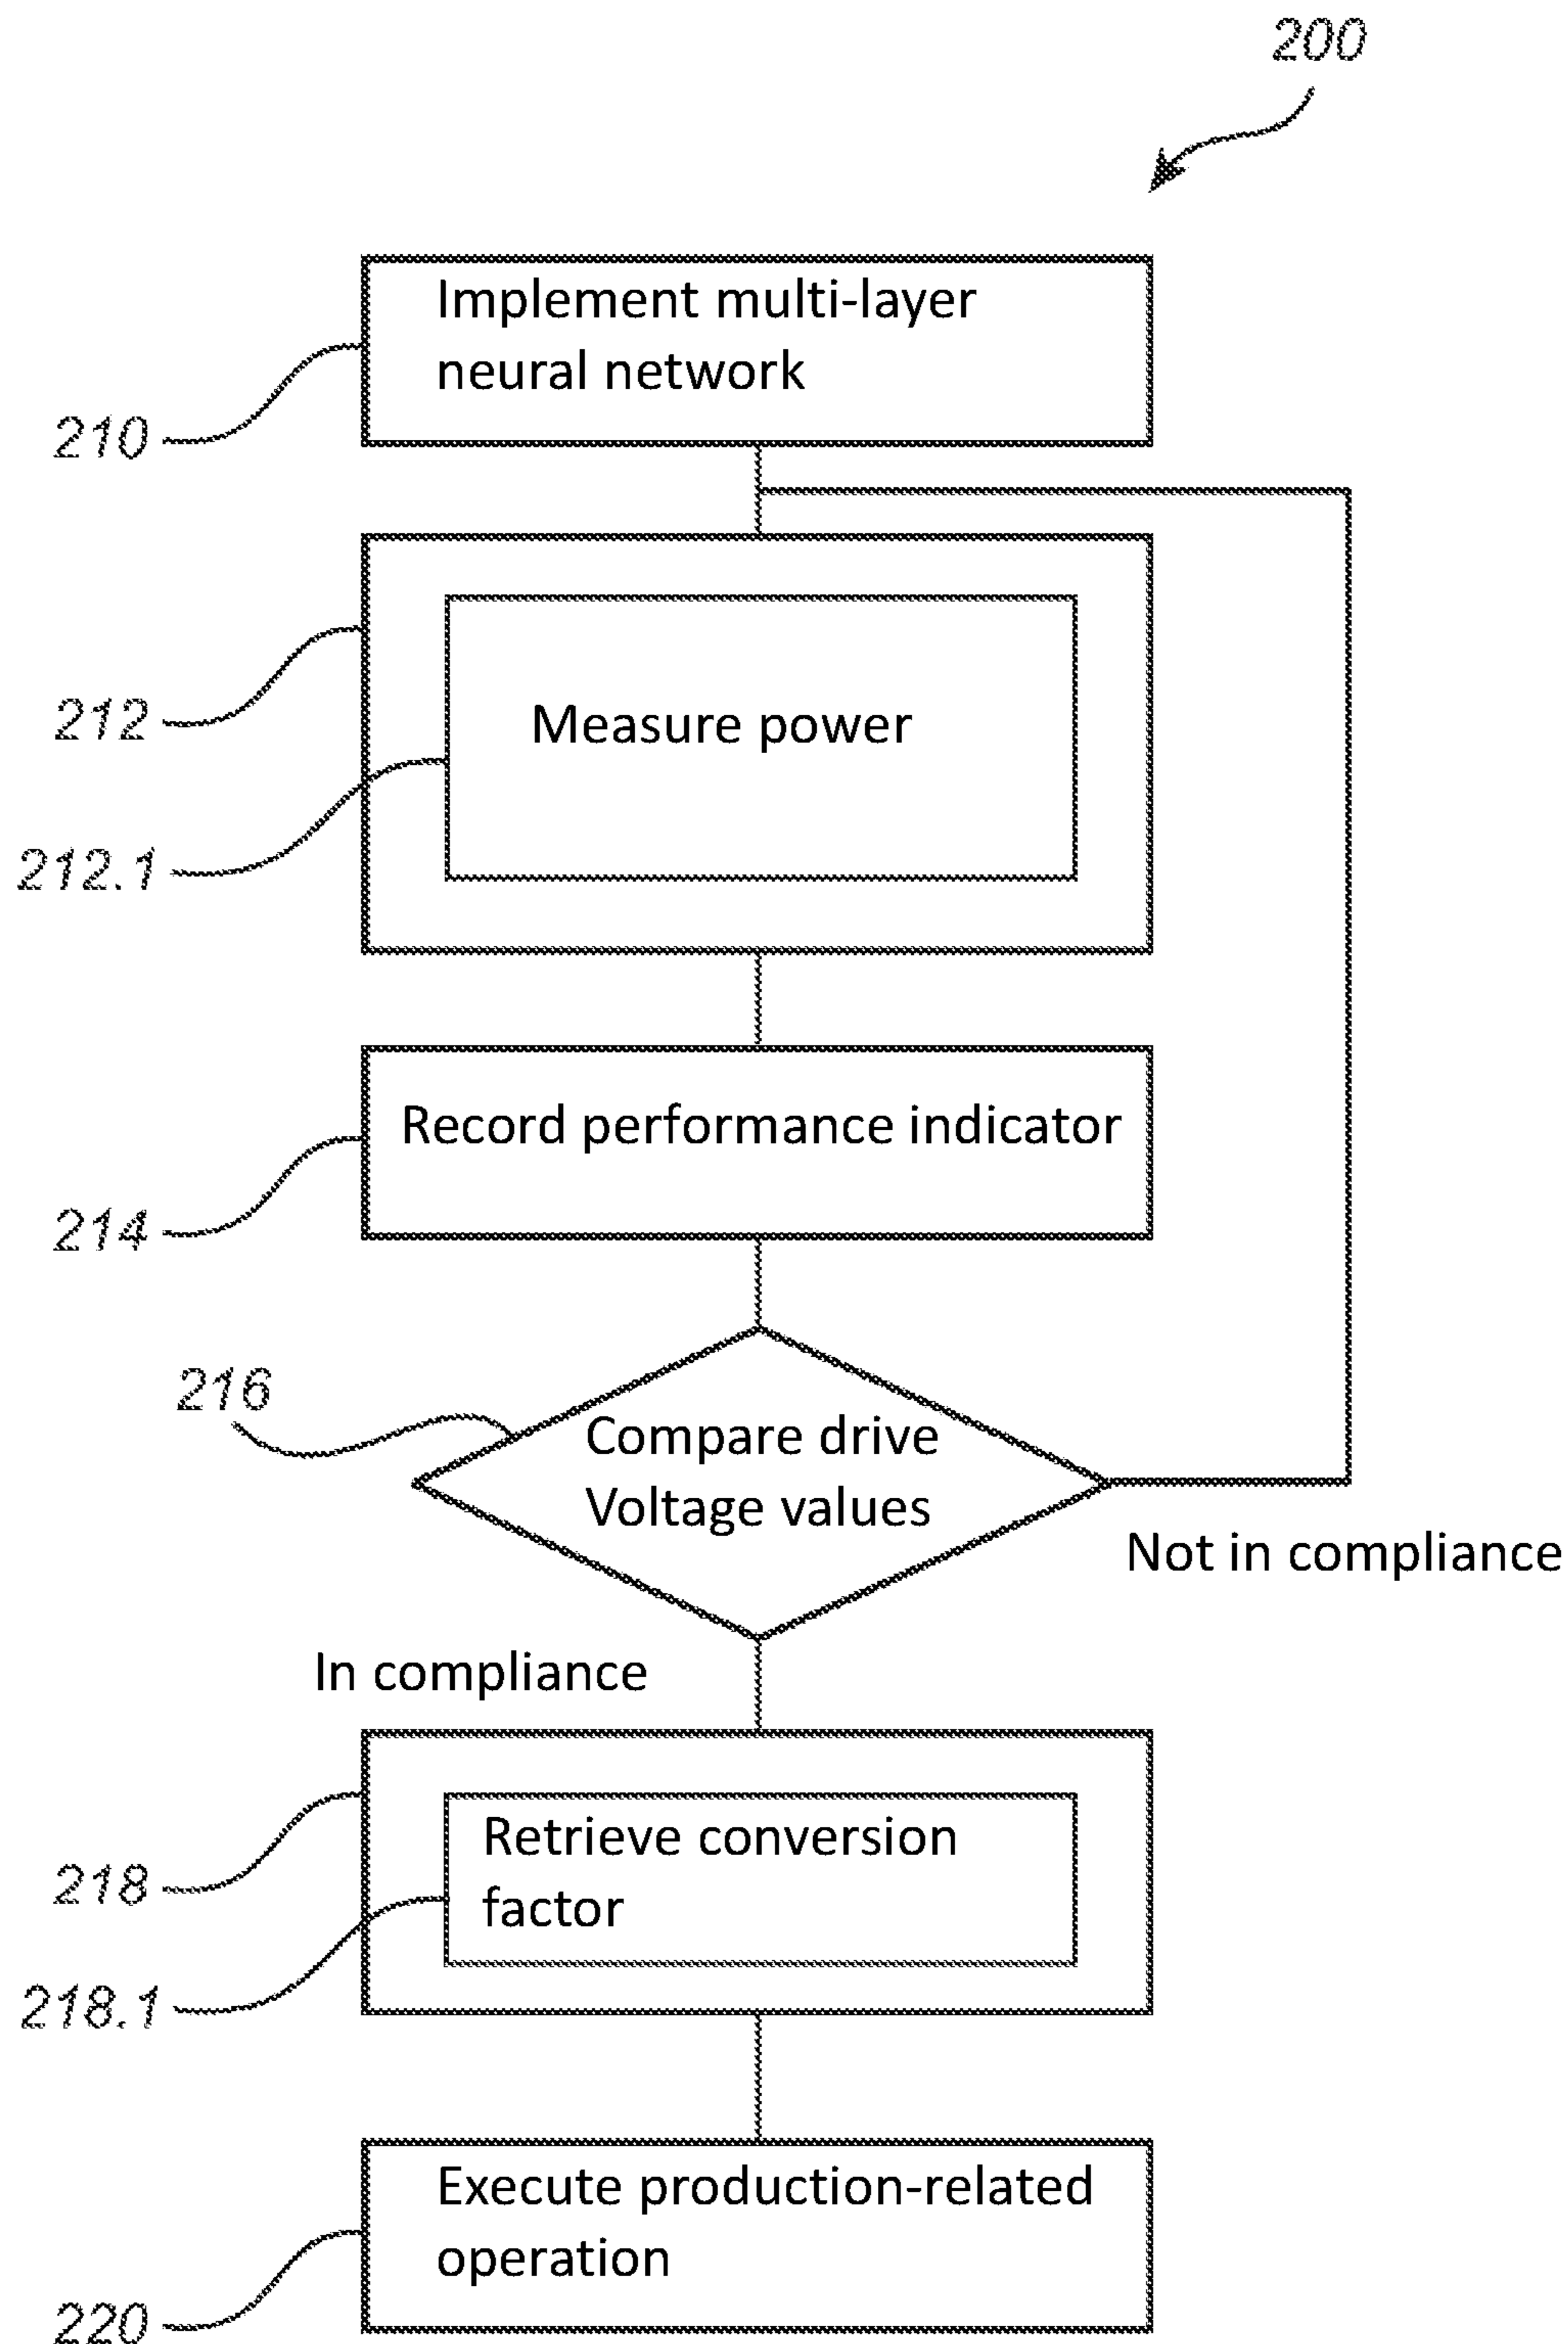 200
Implement multi-layer
neural network
210
212
Measure power
212.1
Record performance indicator
214
216
Compare drive
Voltage values
Not in compliance
In compliance
218
Retrieve conversion
factor
218.1
Execute production-related
operation
220